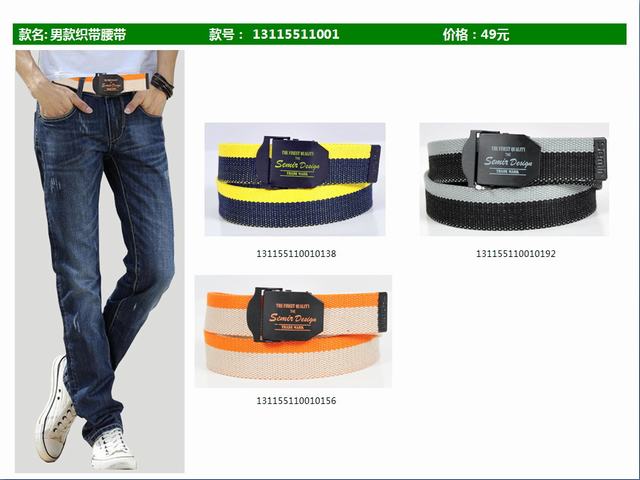 款名:男款织带腰带 款号： 13115511001 价格：49元
THE FINEST QUALITY
THE
Semir Design
TRADE MARK
THE FINEST QUALITY
THE
Semir Design
TRADE MARK
131155110010138 131155110010192
THE FINEST QUALITY
THE
Semir Design
TRADE MARK
131155110010156